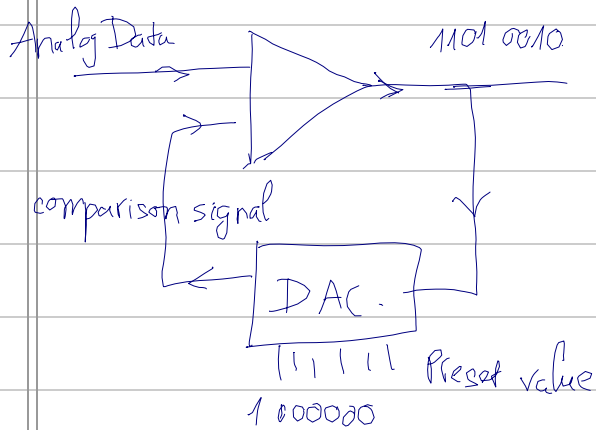 Analog Data
1101 0010
comparison signal
DAC.
Preset value
1 000000